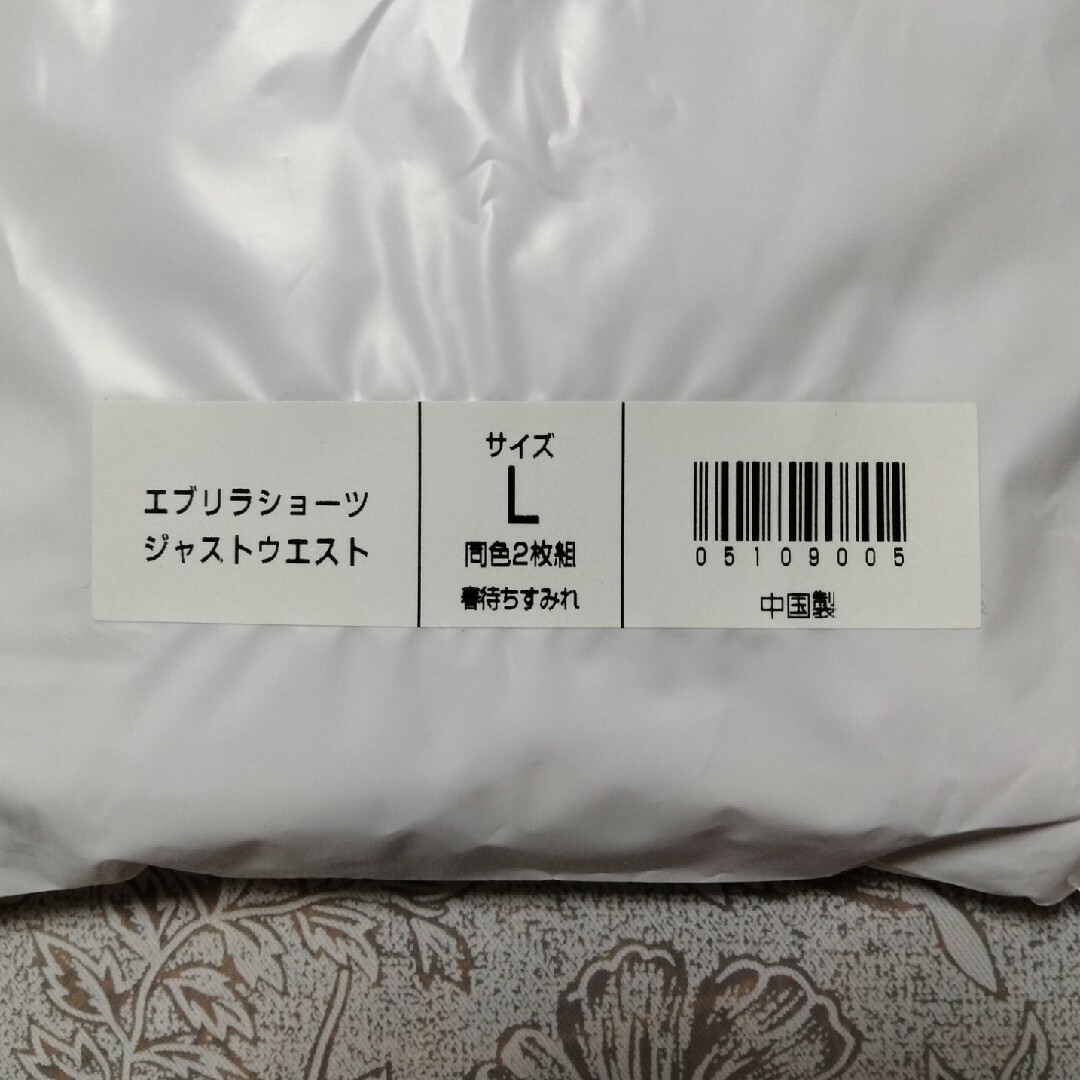 エブリラショーツ
ジャストウエスト
サイズ
L
同色2枚組
春待ちすみれ
05109005
中国製